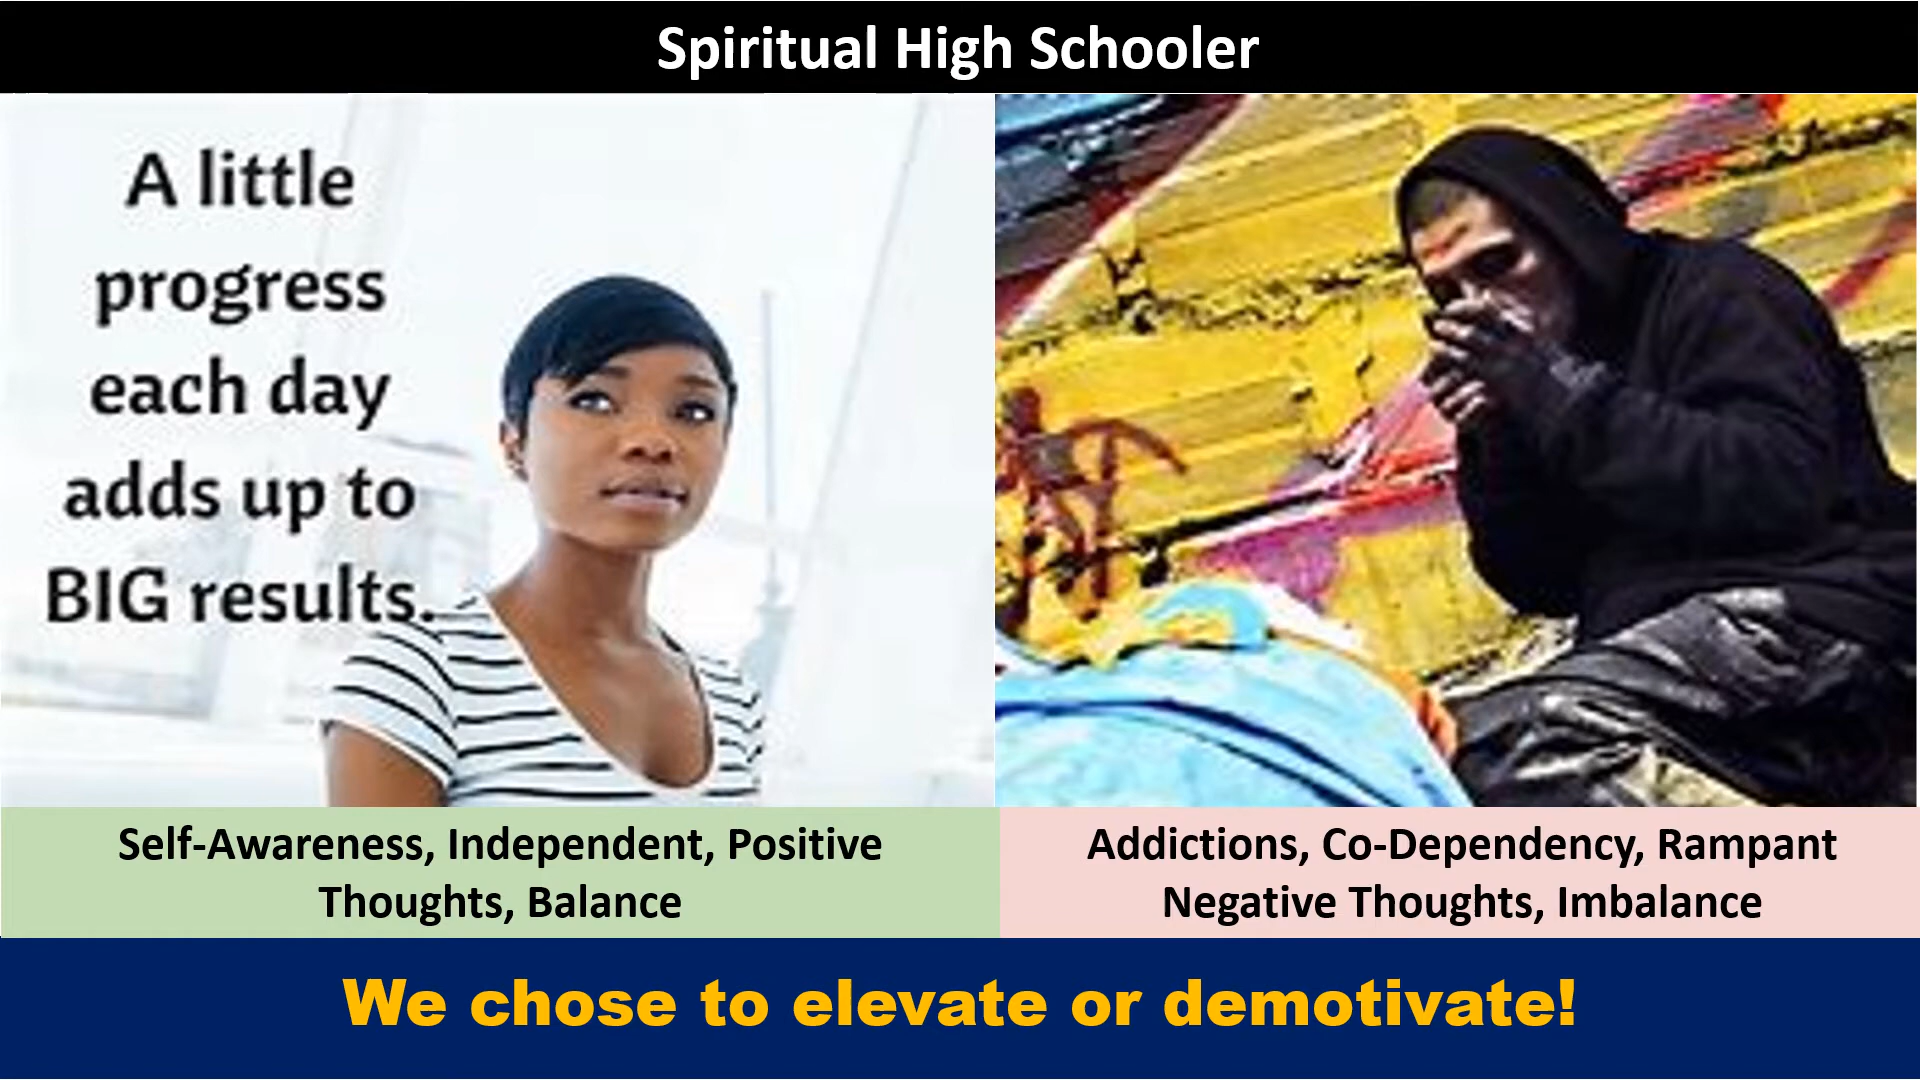 Spiritual High Schooler
A little
progress
each day
adds up to
BIG results.
Self-Awareness, Independent, Positive
Thoughts, Balance
Addictions, Co-Dependency, Rampant
Negative Thoughts, Imbalance
We chose to elevate or demotivate!